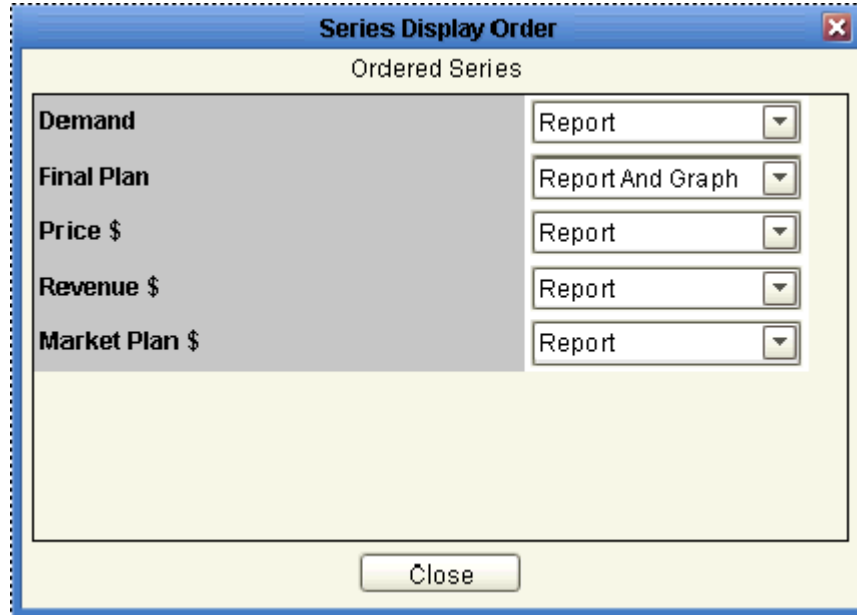 Series Display Order
Ordered Series
Demand Report
Final Plan Report And Graph
Price $ Report
Revenue $ Report
Market Plan $ Report
Close